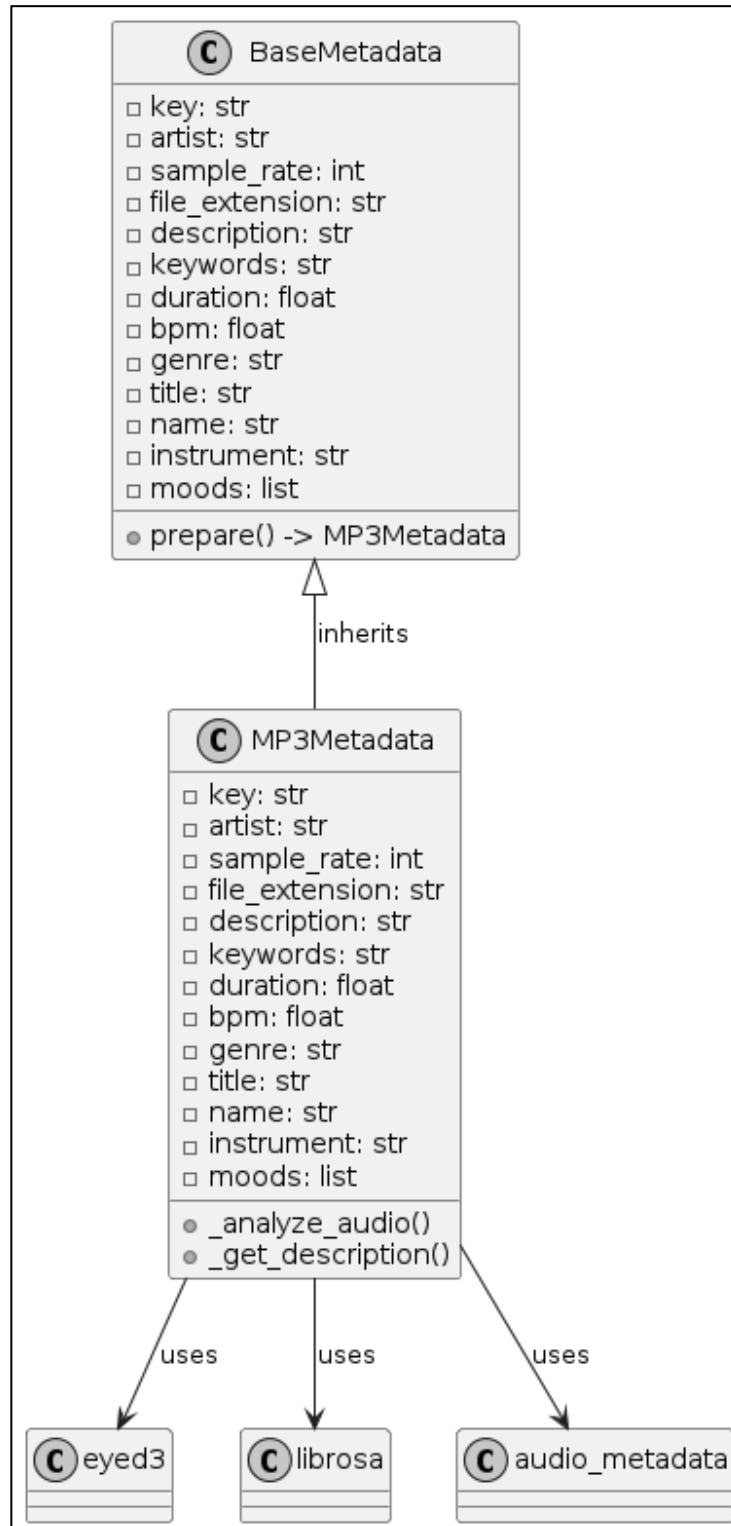 C BaseMetadata
key: str
artist: str
sample_rate: int
file_extension: str
description: str
keywords: str
duration: float
bpm: float
genre: str
title: str
name: str
instrument: str
moods: list
prepare() -> MP3Metadata
inherits
C MP3Metadata
key: str
artist: str
sample_rate: int
file_extension: str
description: str
keywords: str
duration: float
bpm: float
genre: str
title: str
name: str
instrument: str
moods: list
_analyze_audio()
_get_description()
uses
uses
uses
C eyed3
C librosa
C audio_metadata